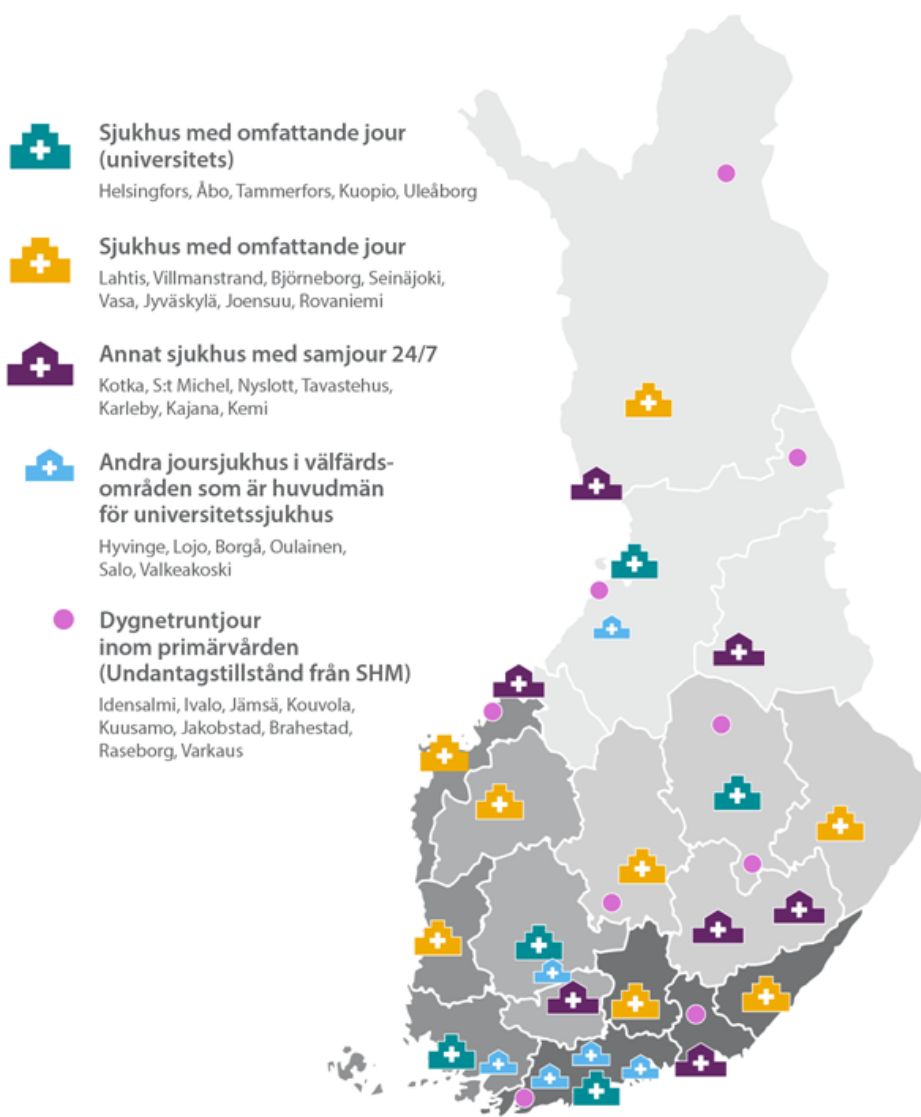 Sjukhus med omfattande jour
(universitets)
Helsingfors, Åbo, Tammerfors, Kuopio, Uleåborg
Sjukhus med omfattande jour
Lahtis, Villmanstrand, Björneborg, Seinäjoki,
Vasa, Jyväskylä, Joensuu, Rovaniemi
Annat sjukhus med samjour 24/7
Kotka, S:t Michel, Nyslott, Tavastehus,
Karleby, Kajana, Kemi
Andra joursjukhus i välfärds-
områden som är huvudmän
för universitetssjukhus
Hyvinge, Lojo, Borgå, Oulainen,
Salo, Valkeakoski
Dygnetruntjour
inom primärvården
(Undantagstillstånd från SHM)
Idensalmi, Ivalo, Jämsä, Kouvola,
Kuusamo, Jakobstad, Brahestad,
Raseborg, Varkaus